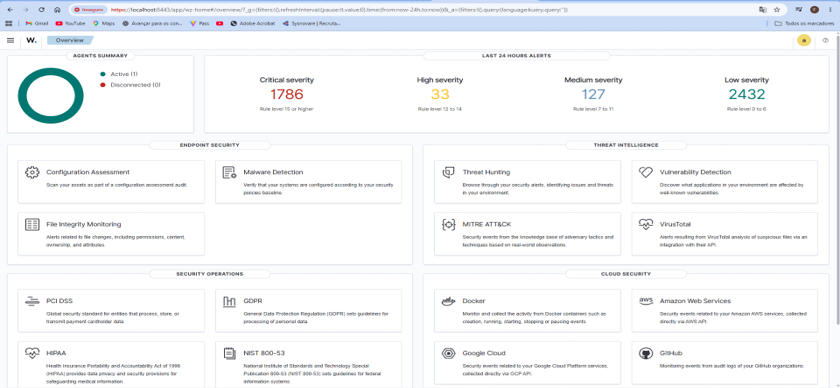 Inseguro
https://localhost:8443/app/wz-home#/overview/?_g=(filters:!(),refreshInterval:(pause:!t,value:0),time:(from:now-24h,to:now))&_a=(filters:!(),query:(language:kuery,query:''))
Gmail
YouTube
Maps
Avançar para os con...
Pass
Adobe Acrobat
Sysnovare | Recruta...
Todos os marcadores
W.
Overview
AGENTS SUMMARY
Active (1)
Disconnected (0)
LAST 24 HOURS ALERTS
Critical severity
1786
Rule level 15 or higher
High severity
33
Rule level 12 to 14
Medium severity
127
Rule level 7 to 11
Low severity
2432
Rule level 0 to 6
ENDPOINT SECURITY
Configuration Assessment
Scan your assets as part of a configuration assessment audit.
Malware Detection
Verify that your systems are configured according to your security
policies baseline.
File Integrity Monitoring
Alerts related to file changes, including permissions, content,
ownership, and attributes.
THREAT INTELLIGENCE
Threat Hunting
Browse through your security alerts, identifying issues and threats
in your environment.
Vulnerability Detection
Discover what applications in your environment are affected by
well-known vulnerabilities.
MITRE ATT&CK
Security events from the knowledge base of adversary tactics and
techniques based on real-world observations.
VirusTotal
Alerts resulting from VirusTotal analysis of suspicious files via an
integration with their API.
SECURITY OPERATIONS
PCI DSS
Global security standard for entities that process, store, or
transmit payment cardholder data.
GDPR
General Data Protection Regulation (GDPR) sets guidelines for
processing of personal data.
HIPAA
Health Insurance Portability and Accountability Act of 1996
(HIPAA) provides data privacy and security provisions for
safeguarding medical information.
NIST 800-53
National Institute of Standards and Technology Special
Publication 800-53 (NIST 800-53) sets guidelines for federal
information systems.
CLOUD SECURITY
Docker
Monitor and collect the activity from Docker containers such as
creation, running, starting, stopping or pausing events.
aws
Amazon Web Services
Security events related to your Amazon AWS services, collected
directly via AWS API.
Google Cloud
Security events related to your Google Cloud Platform services,
collected directly via GCP API.
GitHub
Monitoring events from audit logs of your GitHub organizations.